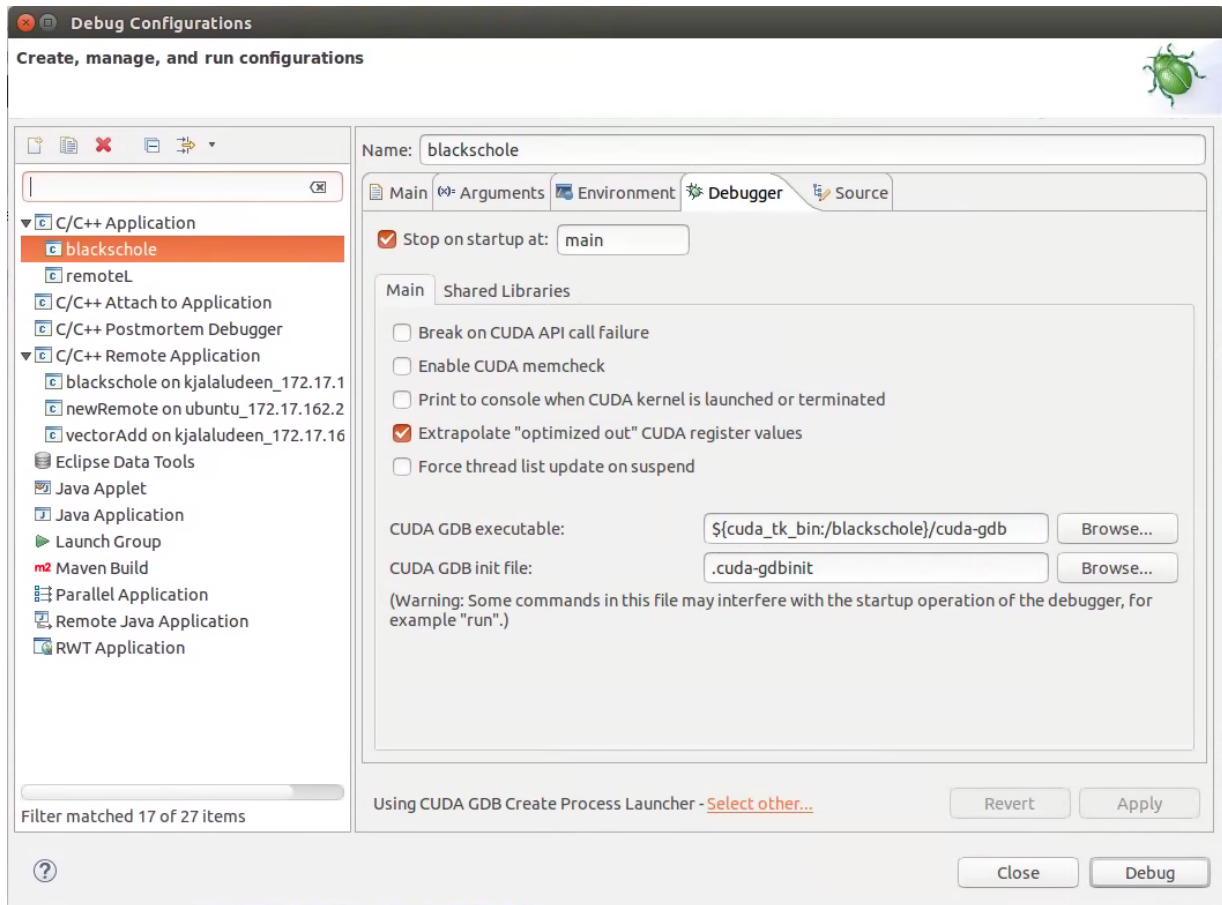 Debug Configurations
Create, manage, and run configurations
Name: blackschole
Main (x)= Arguments Environment Debugger Source
C/C++ Application
blackschole
remoteL
C/C++ Attach to Application
C/C++ Postmortem Debugger
C/C++ Remote Application
blackschole on kjalaludeen_172.17.1
newRemote on ubuntu_172.17.162.2
vectorAdd on kjalaludeen_172.17.16
Eclipse Data Tools
Java Applet
Java Application
Launch Group
m2 Maven Build
Parallel Application
Remote Java Application
RWT Application
Filter matched 17 of 27 items
Stop on startup at: main
Main Shared Libraries
Break on CUDA API call failure
Enable CUDA memcheck
Print to console when CUDA kernel is launched or terminated
Extrapolate "optimized out" CUDA register values
Force thread list update on suspend
CUDA GDB executable: ${cuda_tk_bin:/blackschole}/cuda-gdb Browse...
CUDA GDB init file: .cuda-gdbinit Browse...
(Warning: Some commands in this file may interfere with the startup operation of the debugger, for
example "run".)
Using CUDA GDB Create Process Launcher - Select other... Revert Apply
Close Debug